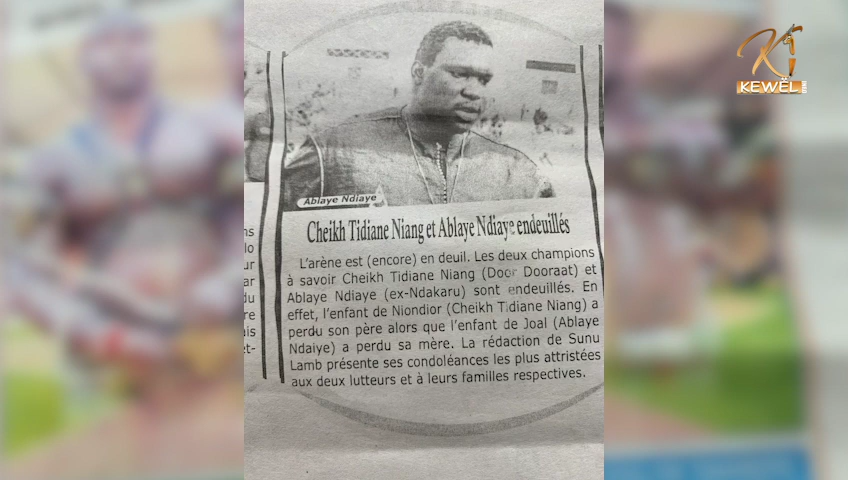 KEWËL
Ablaye Ndiaye
Cheikh Tidiane Niang et Ablaye Ndiaye endeuillés
L'arène est (encore) en deuil. Les deux champions
à savoir Cheikh Tidiane Niang (Door Dooraat) et
Ablaye Ndiaye (ex-Ndakaru) sont endeuillés. En
effet, l'enfant de Niondior (Cheikh Tidiane Niang) a
perdu son père alors que l'enfant de Joal (Ablaye
Ndaiye) a perdu sa mère. La rédaction de Sunu
Lamb présente ses condoléances les plus attristées
aux deux lutteurs et à leurs familles respectives.